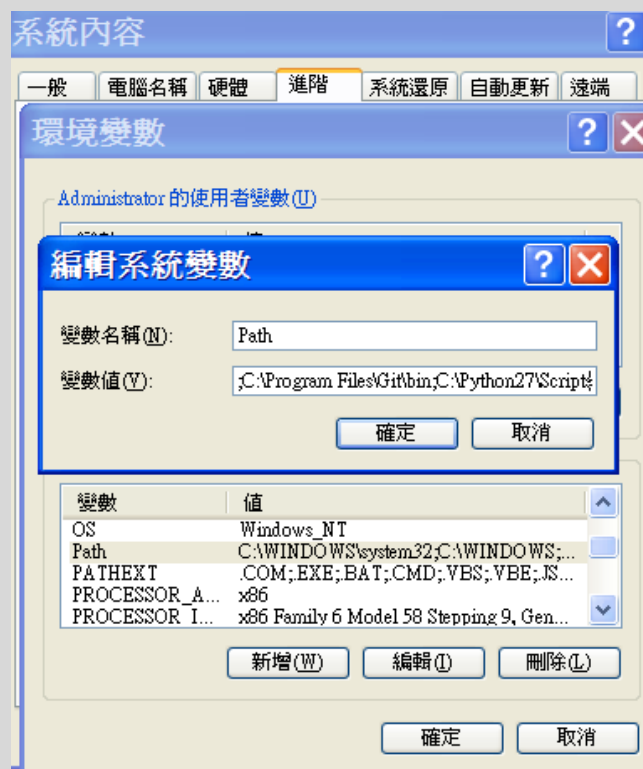 系統內容
一般 電腦名稱 硬體 進階 系統還原 自動更新 遠端
環境變數
Administrator 的使用者變數(U)
編輯系統變數
變數名稱(N): Path
變數值(V): ;C:\Program Files\Git\bin;C:\Python27\Scripts
確定 取消
變數 值
OS Windows_NT
Path C:\WINDOWS\system32;C:\WINDOWS;...
PATHEXT .COM;.EXE;.BAT;.CMD;.VBS;.VBE;.JS...
PROCESSOR_A... x86
PROCESSOR_I... x86 Family 6 Model 58 Stepping 9, Gen...
新增(W) 編輯(I) 刪除(L)
確定 取消